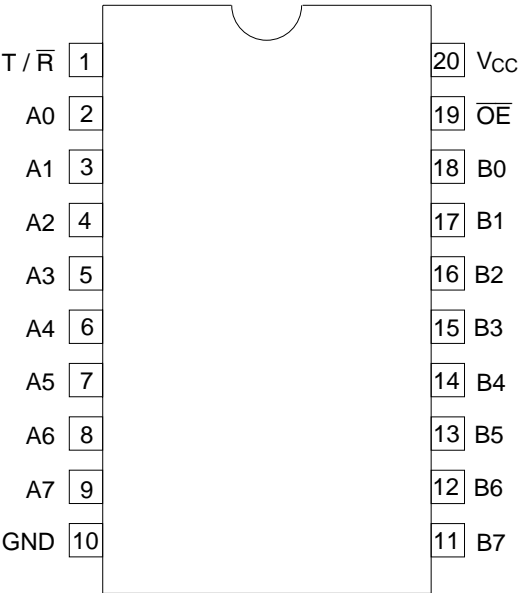 T / R̅ 1 20 VCC
A0 2 19 O̅E̅
A1 3 18 B0
A2 4 17 B1
A3 5 16 B2
A4 6 15 B3
A5 7 14 B4
A6 8 13 B5
A7 9 12 B6
GND 10 11 B7